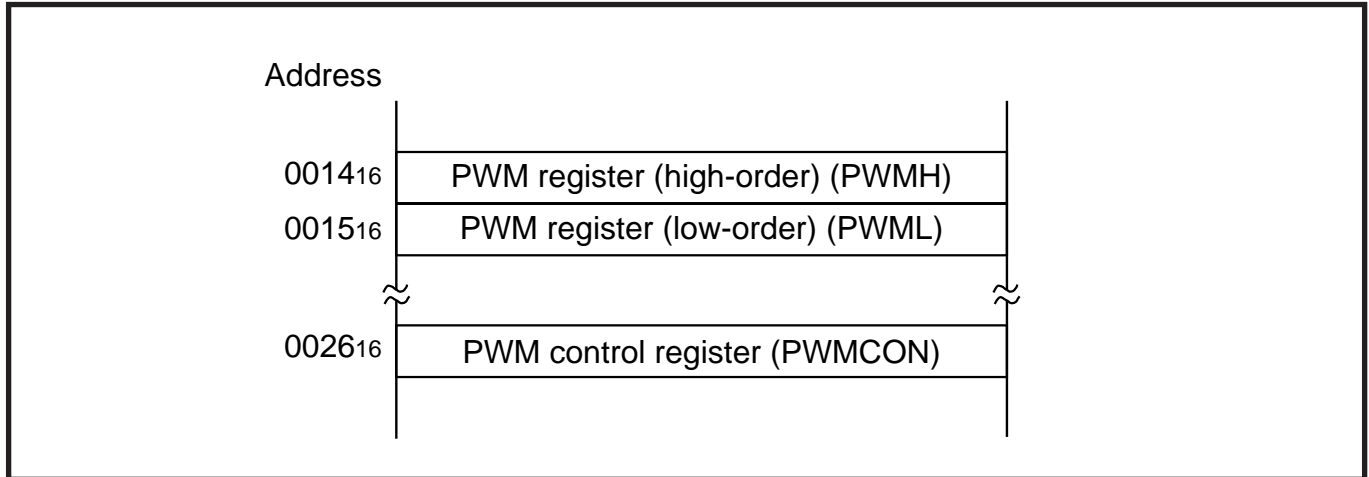 Address
0014₁₆ PWM register (high-order) (PWMH)
0015₁₆ PWM register (low-order) (PWML)
0026₁₆ PWM control register (PWMCON)